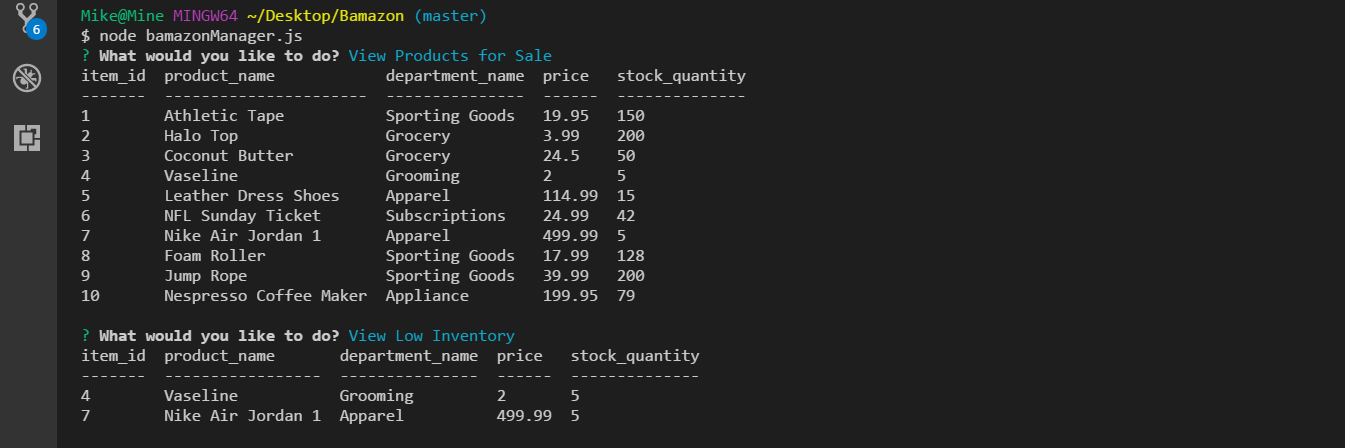 Mike@Mine MINGW64 ~/Desktop/Bamazon (master)
$ node bamazonManager.js
? What would you like to do? View Products for Sale
item_id  product_name            department_name  price   stock_quantity
-------  ----------------------  ---------------  ------  --------------
1        Athletic Tape           Sporting Goods   19.95   150
2        Halo Top                Grocery          3.99    200
3        Coconut Butter          Grocery          24.5    50
4        Vaseline                Grooming         2       5
5        Leather Dress Shoes     Apparel          114.99  15
6        NFL Sunday Ticket       Subscriptions    24.99   42
7        Nike Air Jordan 1       Apparel          499.99  5
8        Foam Roller             Sporting Goods   17.99   128
9        Jump Rope               Sporting Goods   39.99   200
10       Nespresso Coffee Maker  Appliance        199.95  79
? What would you like to do? View Low Inventory
item_id  product_name       department_name  price   stock_quantity
-------  -----------------  ---------------  ------  --------------
4        Vaseline           Grooming         2       5
7        Nike Air Jordan 1  Apparel          499.99  5
6